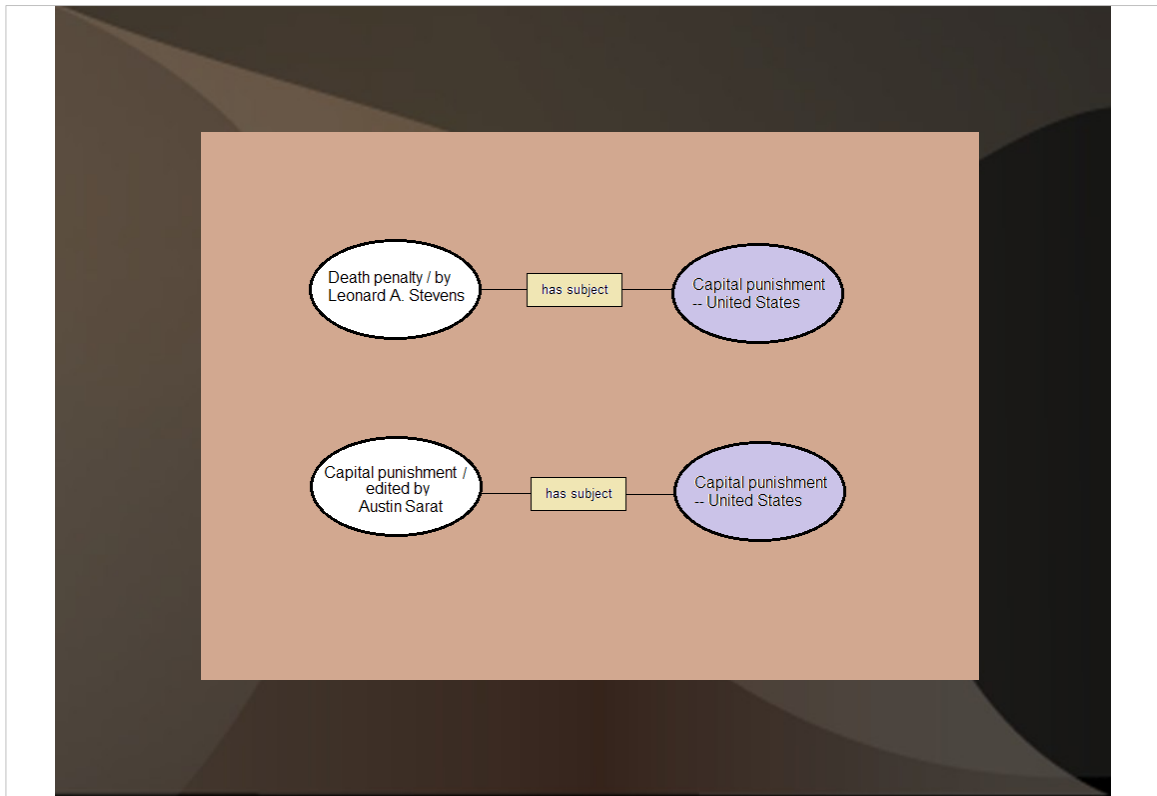 Death penalty / by
Leonard A. Stevens
has subject
Capital punishment
-- United States
Capital punishment /
edited by
Austin Sarat
has subject
Capital punishment
-- United States